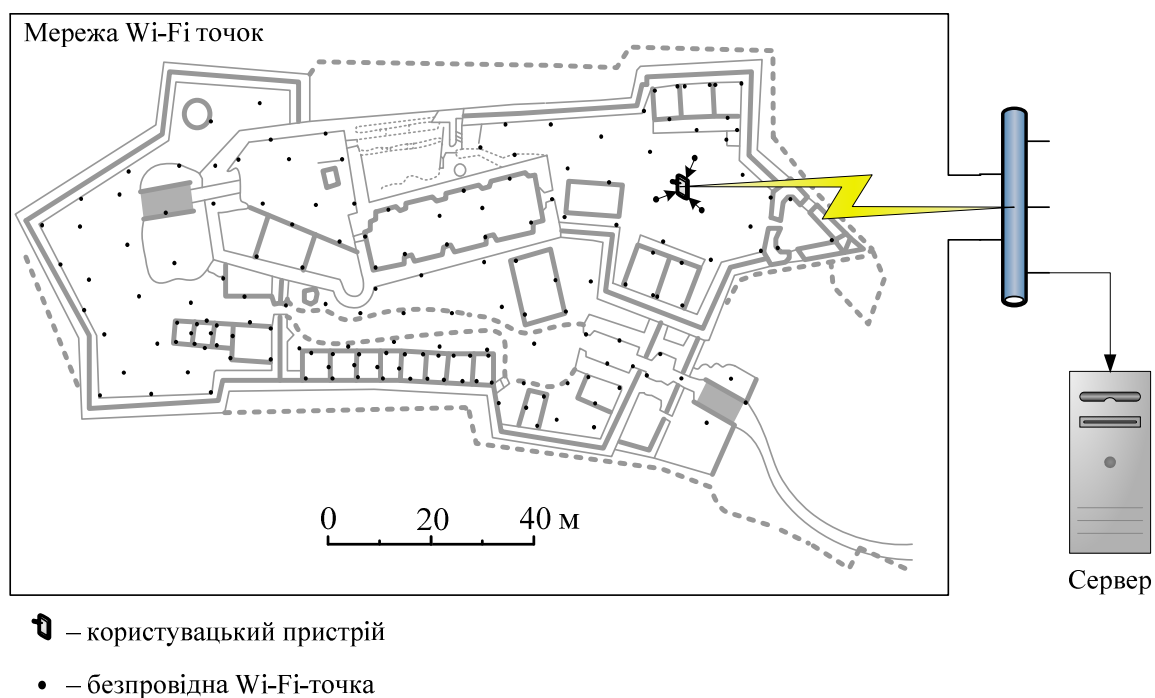 Мережа Wi-Fi точок
0 20 40 м
Сервер
– користувацький пристрій
– безпровідна Wi-Fi-точка